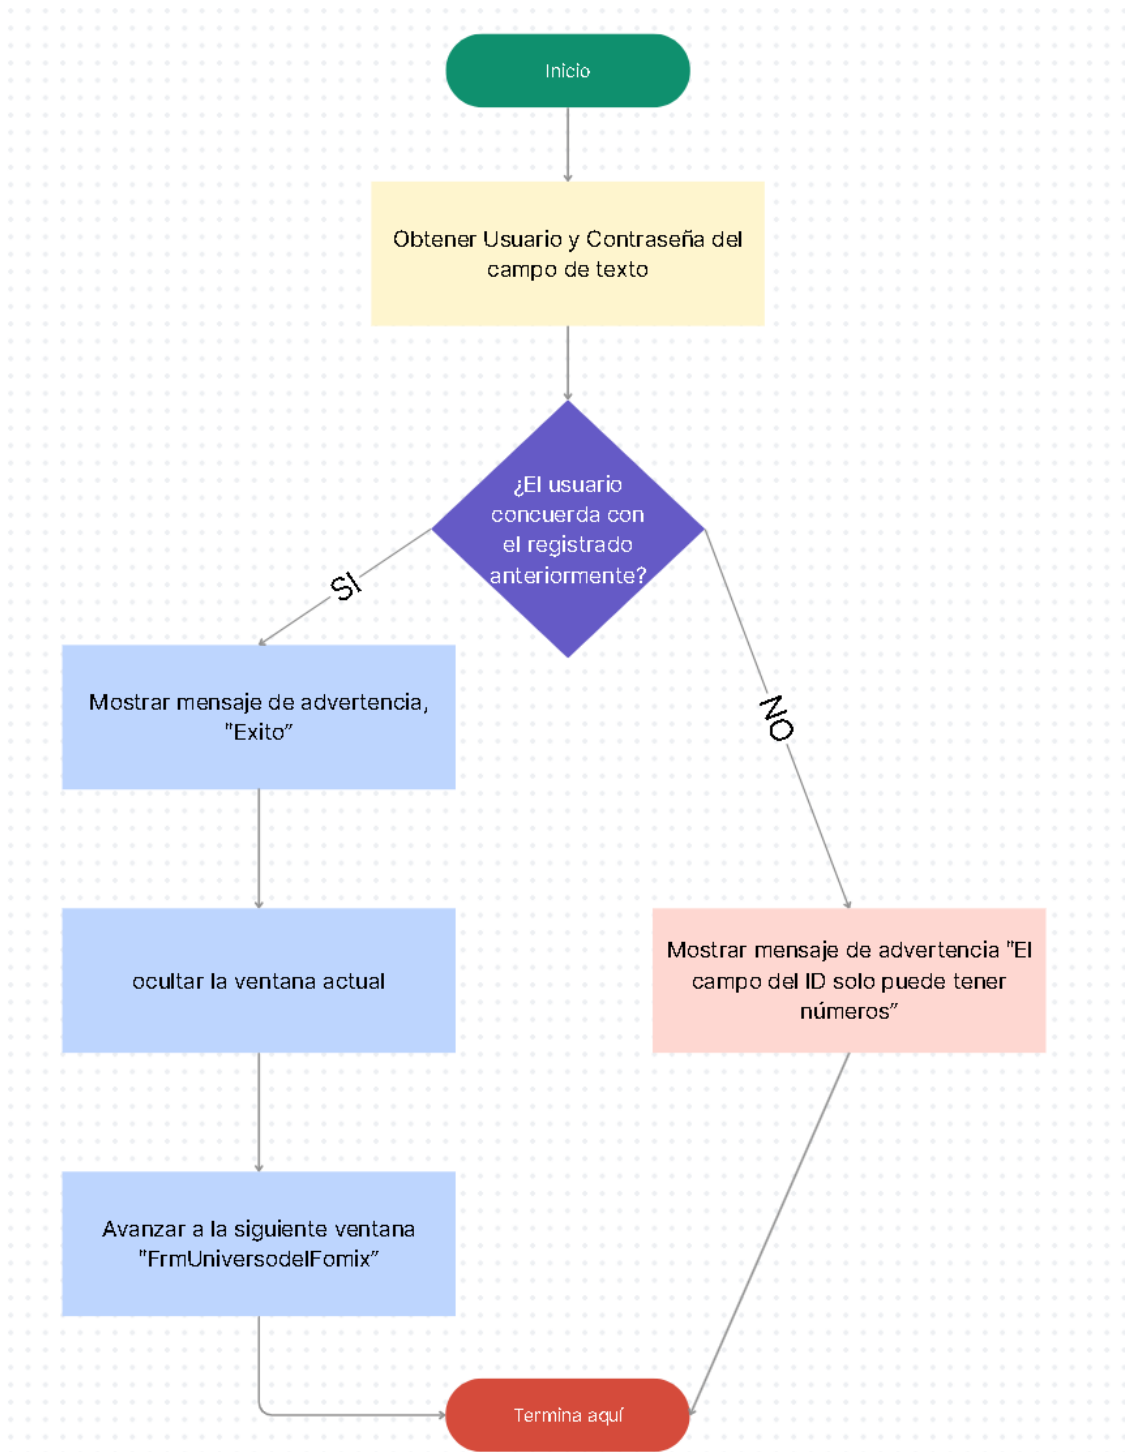 Inicio
Obtener Usuario y Contraseña del
campo de texto
¿El usuario
concuerda con
el registrado
anteriormente?
SI
NO
Mostrar mensaje de advertencia,
"Exito"
ocultar la ventana actual
Mostrar mensaje de advertencia "El
campo del ID solo puede tener
números"
Avanzar a la siguiente ventana
"FrmUniversodelFomix"
Termina aquí